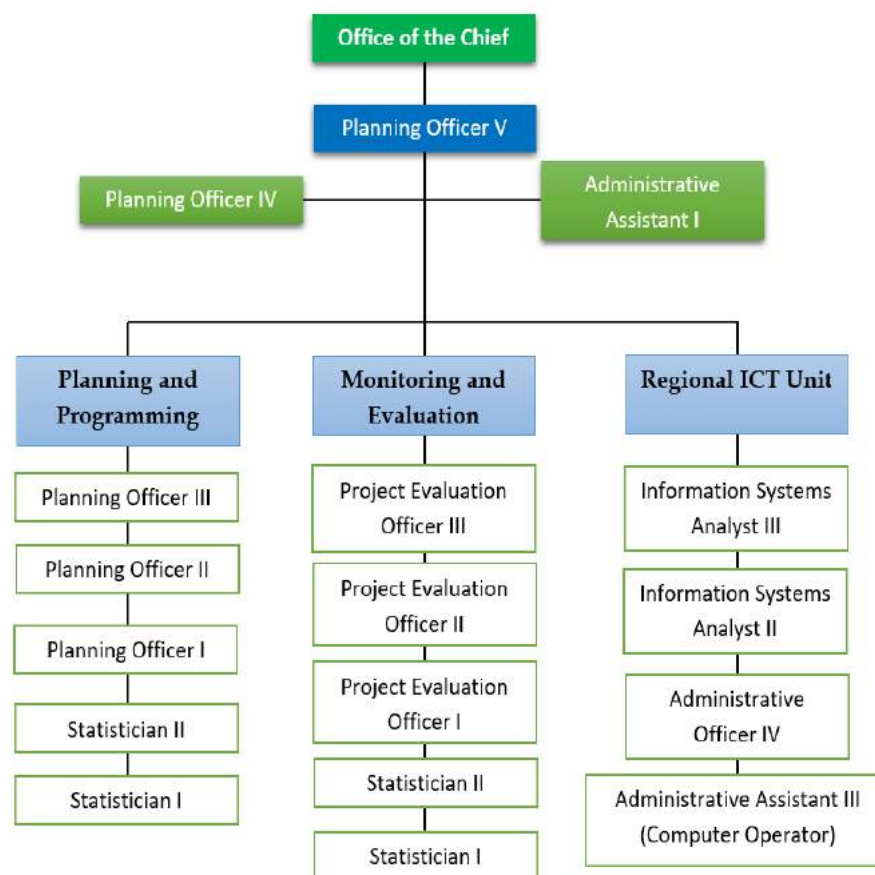 Office of the Chief
Planning Officer V
Planning Officer IV
Administrative
Assistant I
Planning and
Programming
Planning Officer III
Planning Officer II
Planning Officer I
Statistician II
Statistician I
Monitoring and
Evaluation
Project Evaluation
Officer III
Project Evaluation
Officer II
Project Evaluation
Officer I
Statistician II
Statistician I
Regional ICT Unit
Information Systems
Analyst III
Information Systems
Analyst II
Administrative
Officer IV
Administrative Assistant III
(Computer Operator)